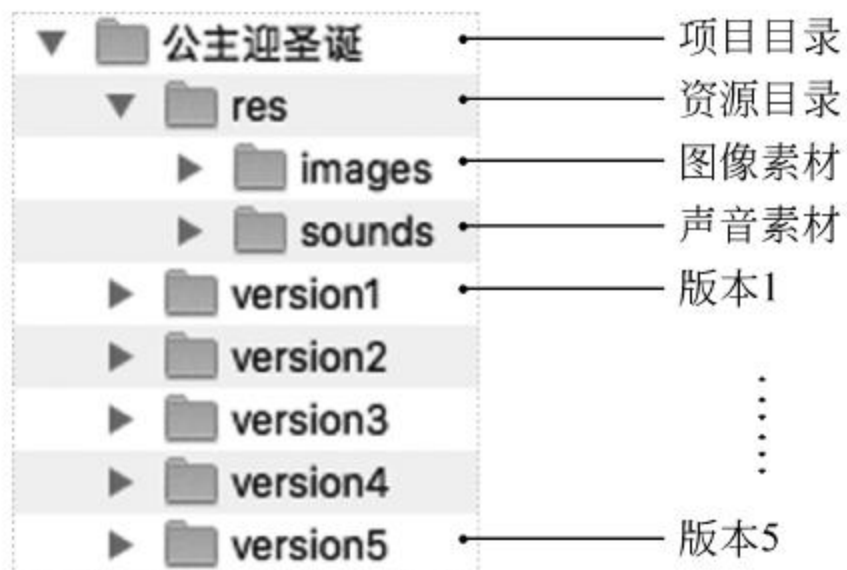 公主迎圣诞 项目目录
res 资源目录
images 图像素材
sounds 声音素材
version1 版本1
version2
version3
version4
version5 版本5